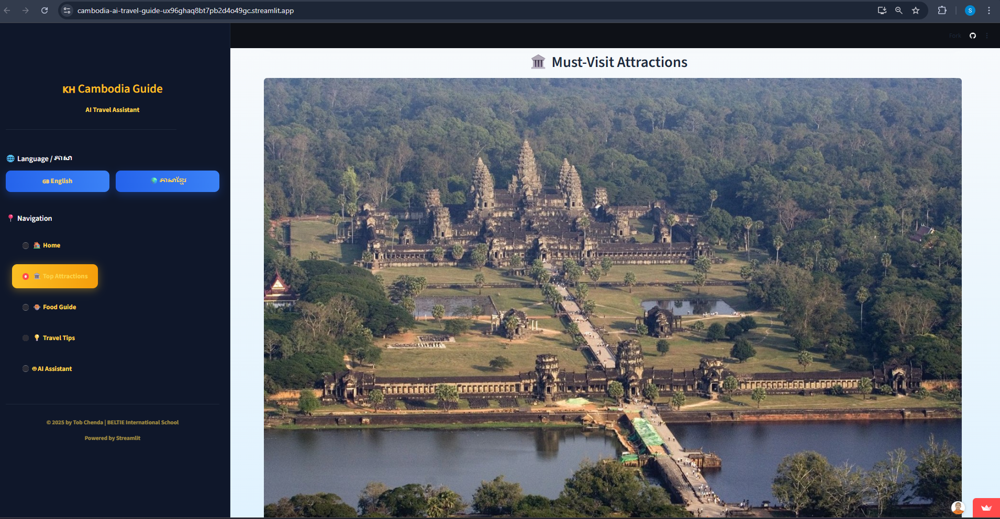 cambodia-ai-travel-guide-ux96ghaq8bt7pb2d4o49gc.streamlit.app
S
Fork
KH Cambodia Guide
AI Travel Assistant
Language / ភាសា
GB English
ភាសាខ្មែរ
Navigation
Home
Top Attractions
Food Guide
Travel Tips
AI Assistant
© 2025 by Tob Chenda | BELTIE International School
Powered by Streamlit
Must-Visit Attractions